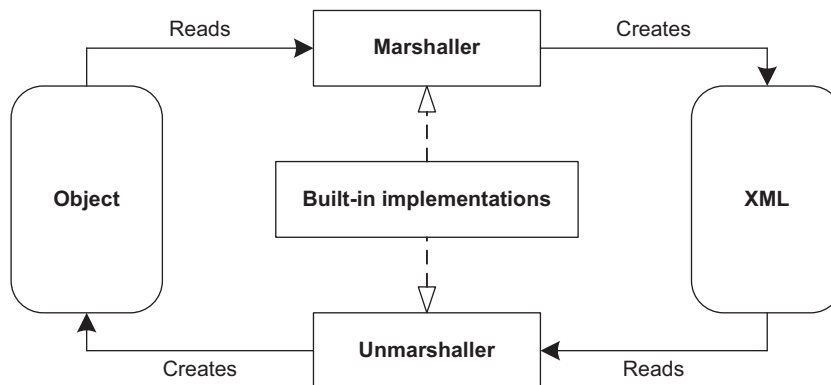 Reads
Marshaller
Creates
Object
Built-in implementations
XML
Creates
Unmarshaller
Reads